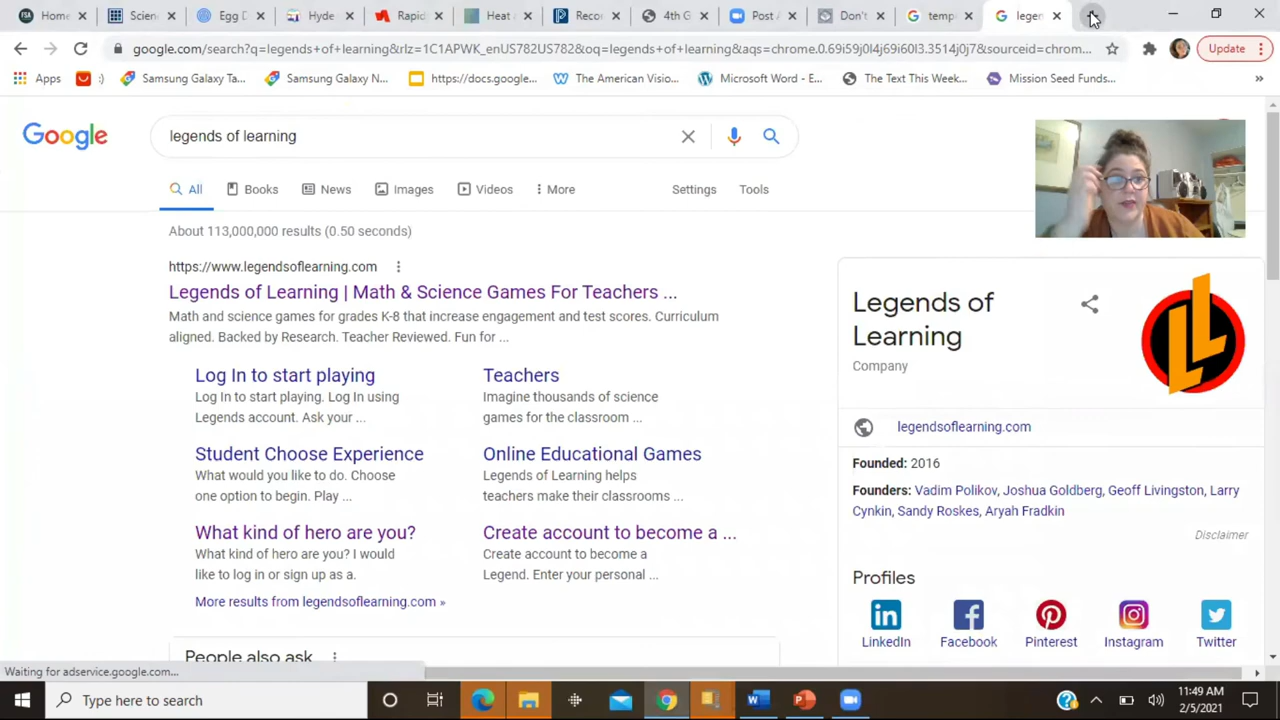 Home
Scienc
Egg D
Hyde
Rapid
Heat a
Recor
4th G
Post A
Don't
temp
legen
google.com/search?q=legends+of+learning&rlz=1C1APWK_enUS782US782&oq=legends+of+learning&aqs=chrome.0.69i59j0l4j69i60l3.3514j0j7&sourceid=chrom...
Update
Apps
:)
Samsung Galaxy Ta...
Samsung Galaxy N...
https://docs.google...
The American Visio...
Microsoft Word - E...
The Text This Week...
Mission Seed Funds...
»
Google
legends of learning
All
Books
News
Images
Videos
More
Settings
Tools
About 113,000,000 results (0.50 seconds)
https://www.legendsoflearning.com
Legends of Learning | Math & Science Games For Teachers ...
Math and science games for grades K-8 that increase engagement and test scores. Curriculum
aligned. Backed by Research. Teacher Reviewed. Fun for ...
Log In to start playing
Log In to start playing. Log In using
Legends account. Ask your ...
Teachers
Imagine thousands of science
games for the classroom ...
Student Choose Experience
What would you like to do. Choose
one option to begin. Play ...
Online Educational Games
Legends of Learning helps
teachers make their classrooms ...
What kind of hero are you?
What kind of hero are you? I would
like to log in or sign up as a.
Create account to become a ...
Create account to become a
Legend. Enter your personal ...
More results from legendsoflearning.com »
People also ask
Legends of
Learning
Company
LL
legendsoflearning.com
Founded: 2016
Founders: Vadim Polikov, Joshua Goldberg, Geoff Livingston, Larry
Cynkin, Sandy Roskes, Aryah Fradkin
Disclaimer
Profiles
LinkedIn
Facebook
Pinterest
Instagram
Twitter
Waiting for adservice.google.com...
Type here to search
11:49 AM
2/5/2021